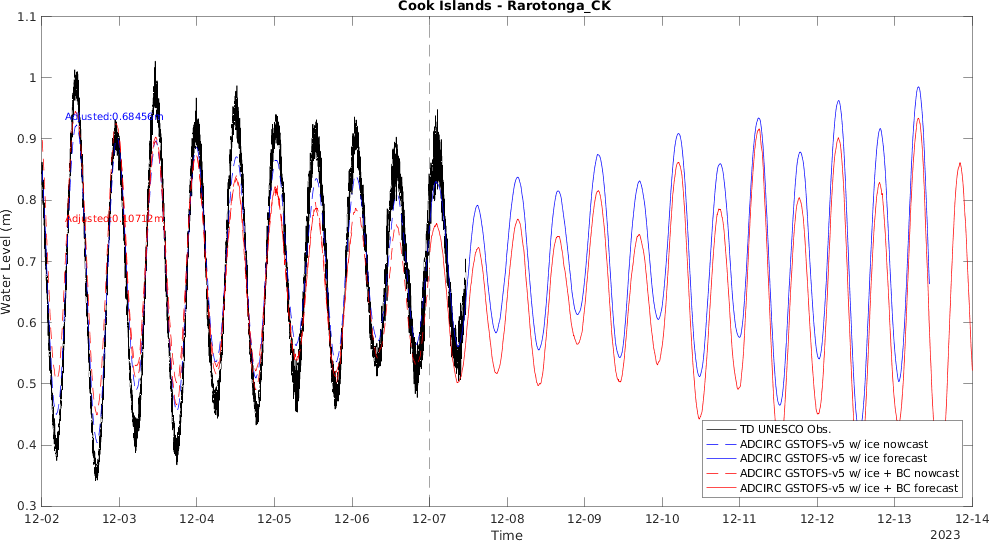 Cook Islands - Rarotonga_CK
1.1
1
0.9
0.8
0.7
0.6
0.5
0.4
0.3
Water Level (m)
Adjusted:0.68456m
Adjusted:0.10712m
TD UNESCO Obs.
ADCIRC GSTOFS-v5 w/ ice nowcast
ADCIRC GSTOFS-v5 w/ ice forecast
ADCIRC GSTOFS-v5 w/ ice + BC nowcast
ADCIRC GSTOFS-v5 w/ ice + BC forecast
12-02 12-03 12-04 12-05 12-06 12-07 12-08 12-09 12-10 12-11 12-12 12-13 12-14
Time
2023